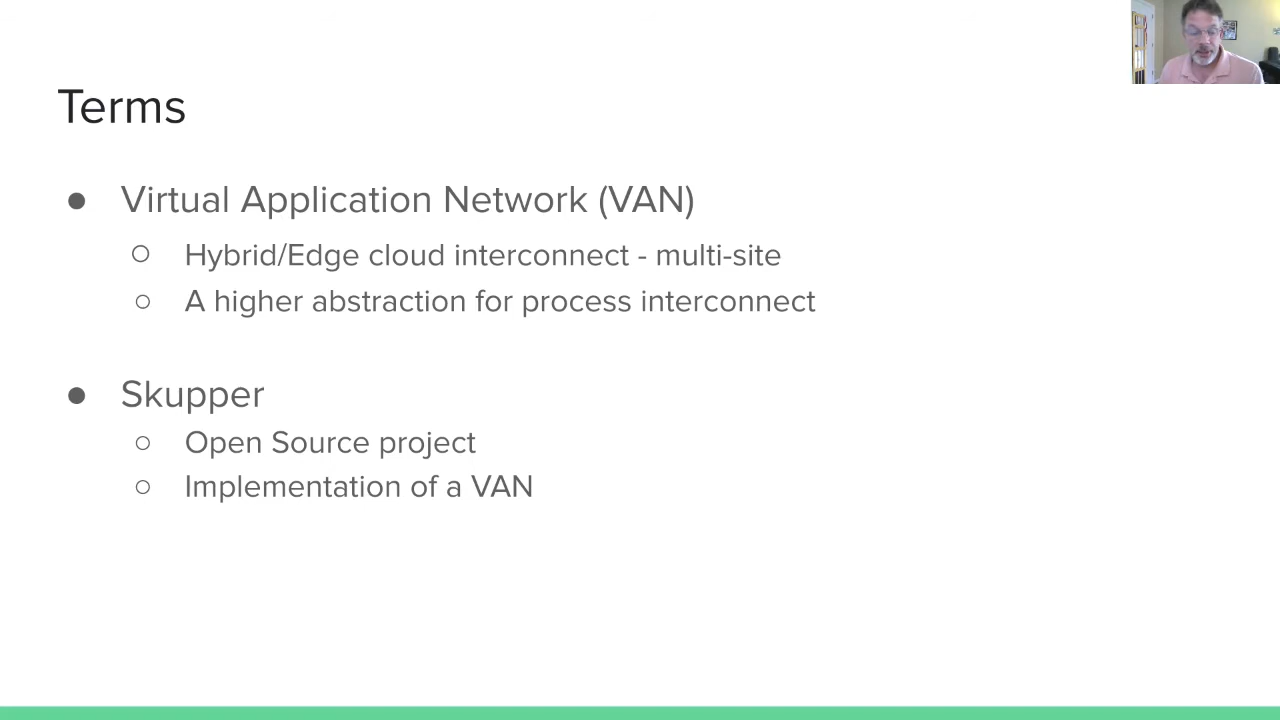 Terms
● Virtual Application Network (VAN)
○ Hybrid/Edge cloud interconnect - multi-site
○ A higher abstraction for process interconnect
● Skupper
○ Open Source project
○ Implementation of a VAN